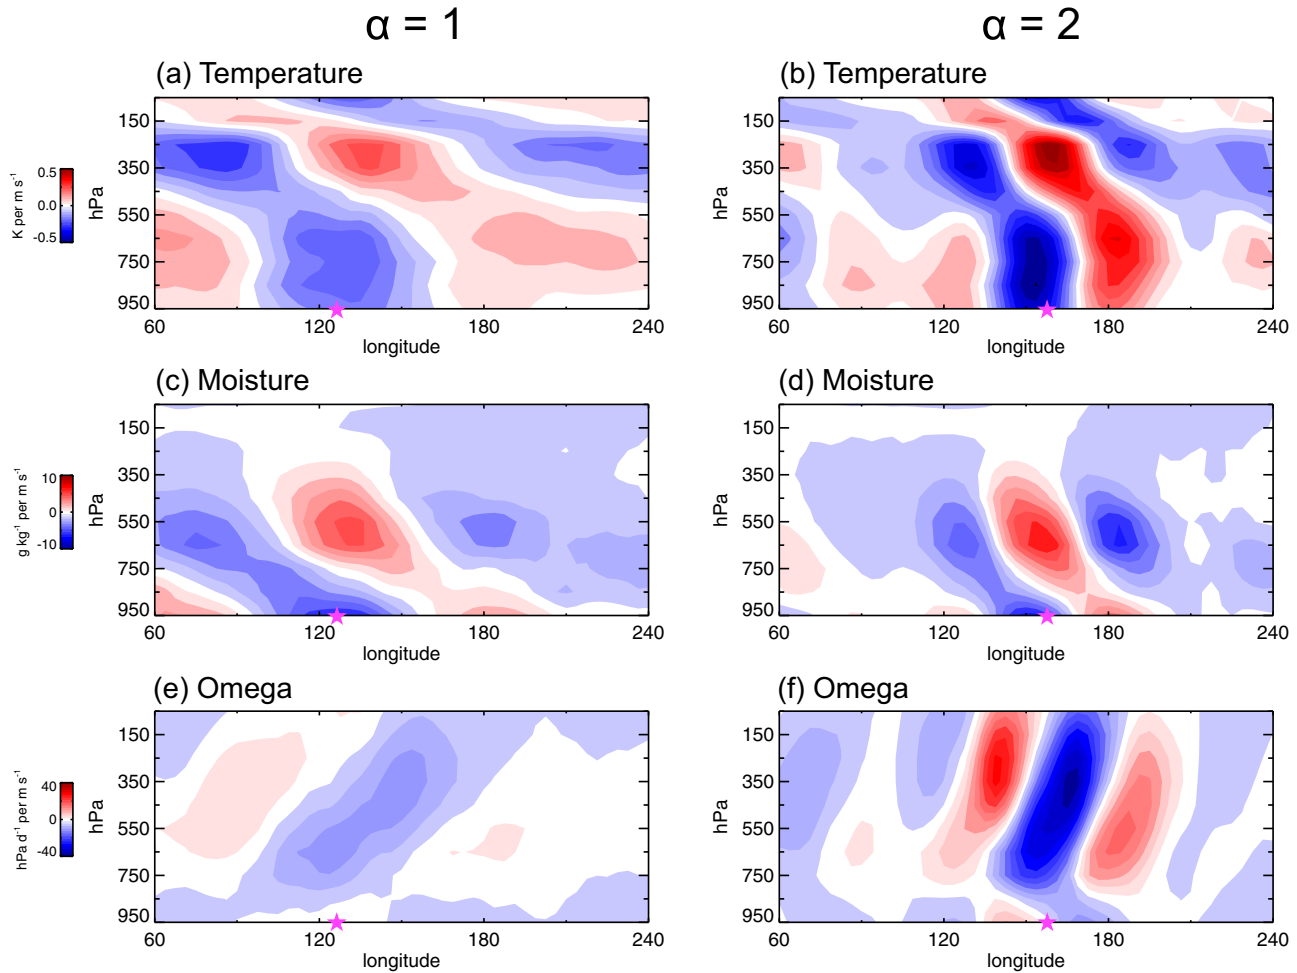 α = 1
α = 2
(a) Temperature
(b) Temperature
150
350
550
750
950
hPa
60
120
180
240
longitude
0.5
0.0
-0.5
K per m s⁻¹
150
350
550
750
950
hPa
60
120
180
240
longitude
(c) Moisture
(d) Moisture
150
350
550
750
950
hPa
60
120
180
240
longitude
10
0
-10
g kg⁻¹ per m s⁻¹
150
350
550
750
950
hPa
60
120
180
240
longitude
(e) Omega
(f) Omega
150
350
550
750
950
hPa
60
120
180
240
longitude
40
0
-40
hPa d⁻¹ per m s⁻¹
150
350
550
750
950
hPa
60
120
180
240
longitude